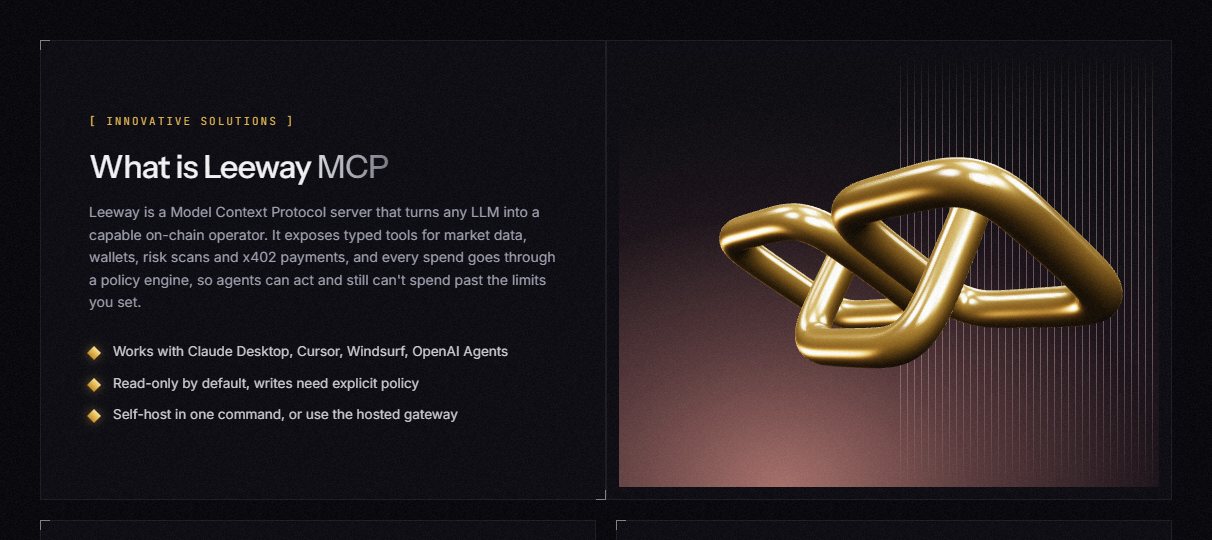 [ INNOVATIVE SOLUTIONS ]
What is Leeway MCP
Leeway is a Model Context Protocol server that turns any LLM into a
capable on-chain operator. It exposes typed tools for market data,
wallets, risk scans and x402 payments, and every spend goes through
a policy engine, so agents can act and still can't spend past the limits
you set.
Works with Claude Desktop, Cursor, Windsurf, OpenAI Agents
Read-only by default, writes need explicit policy
Self-host in one command, or use the hosted gateway